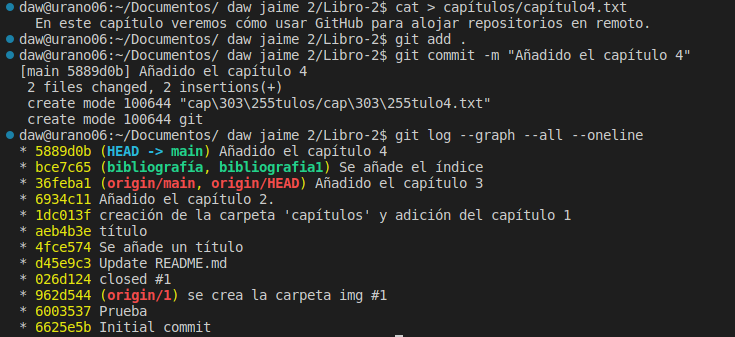 daw@urano06:~/Documentos/ daw jaime 2/Libro-2$ cat > capítulos/capítulo4.txt
En este capítulo veremos cómo usar GitHub para alojar repositorios en remoto.
daw@urano06:~/Documentos/ daw jaime 2/Libro-2$ git add .
daw@urano06:~/Documentos/ daw jaime 2/Libro-2$ git commit -m "Añadido el capítulo 4"
[main 5889d0b] Añadido el capítulo 4
2 files changed, 2 insertions(+)
create mode 100644 "cap\303\255tulos/cap\303\255tulo4.txt"
create mode 100644 git
daw@urano06:~/Documentos/ daw jaime 2/Libro-2$ git log --graph --all --oneline
* 5889d0b (HEAD -> main) Añadido el capítulo 4
* bce7c65 (bibliografía, bibliografia1) Se añade el índice
* 36feba1 (origin/main, origin/HEAD) Añadido el capítulo 3
* 6934c11 Añadido el capítulo 2.
* 1dc013f creación de la carpeta 'capítulos' y adición del capítulo 1
* aeb4b3e título
* 4fce574 Se añade un título
* d45e9c3 Update README.md
* 026d124 closed #1
* 962d544 (origin/1) se crea la carpeta img #1
* 6003537 Prueba
* 6625e5b Initial commit